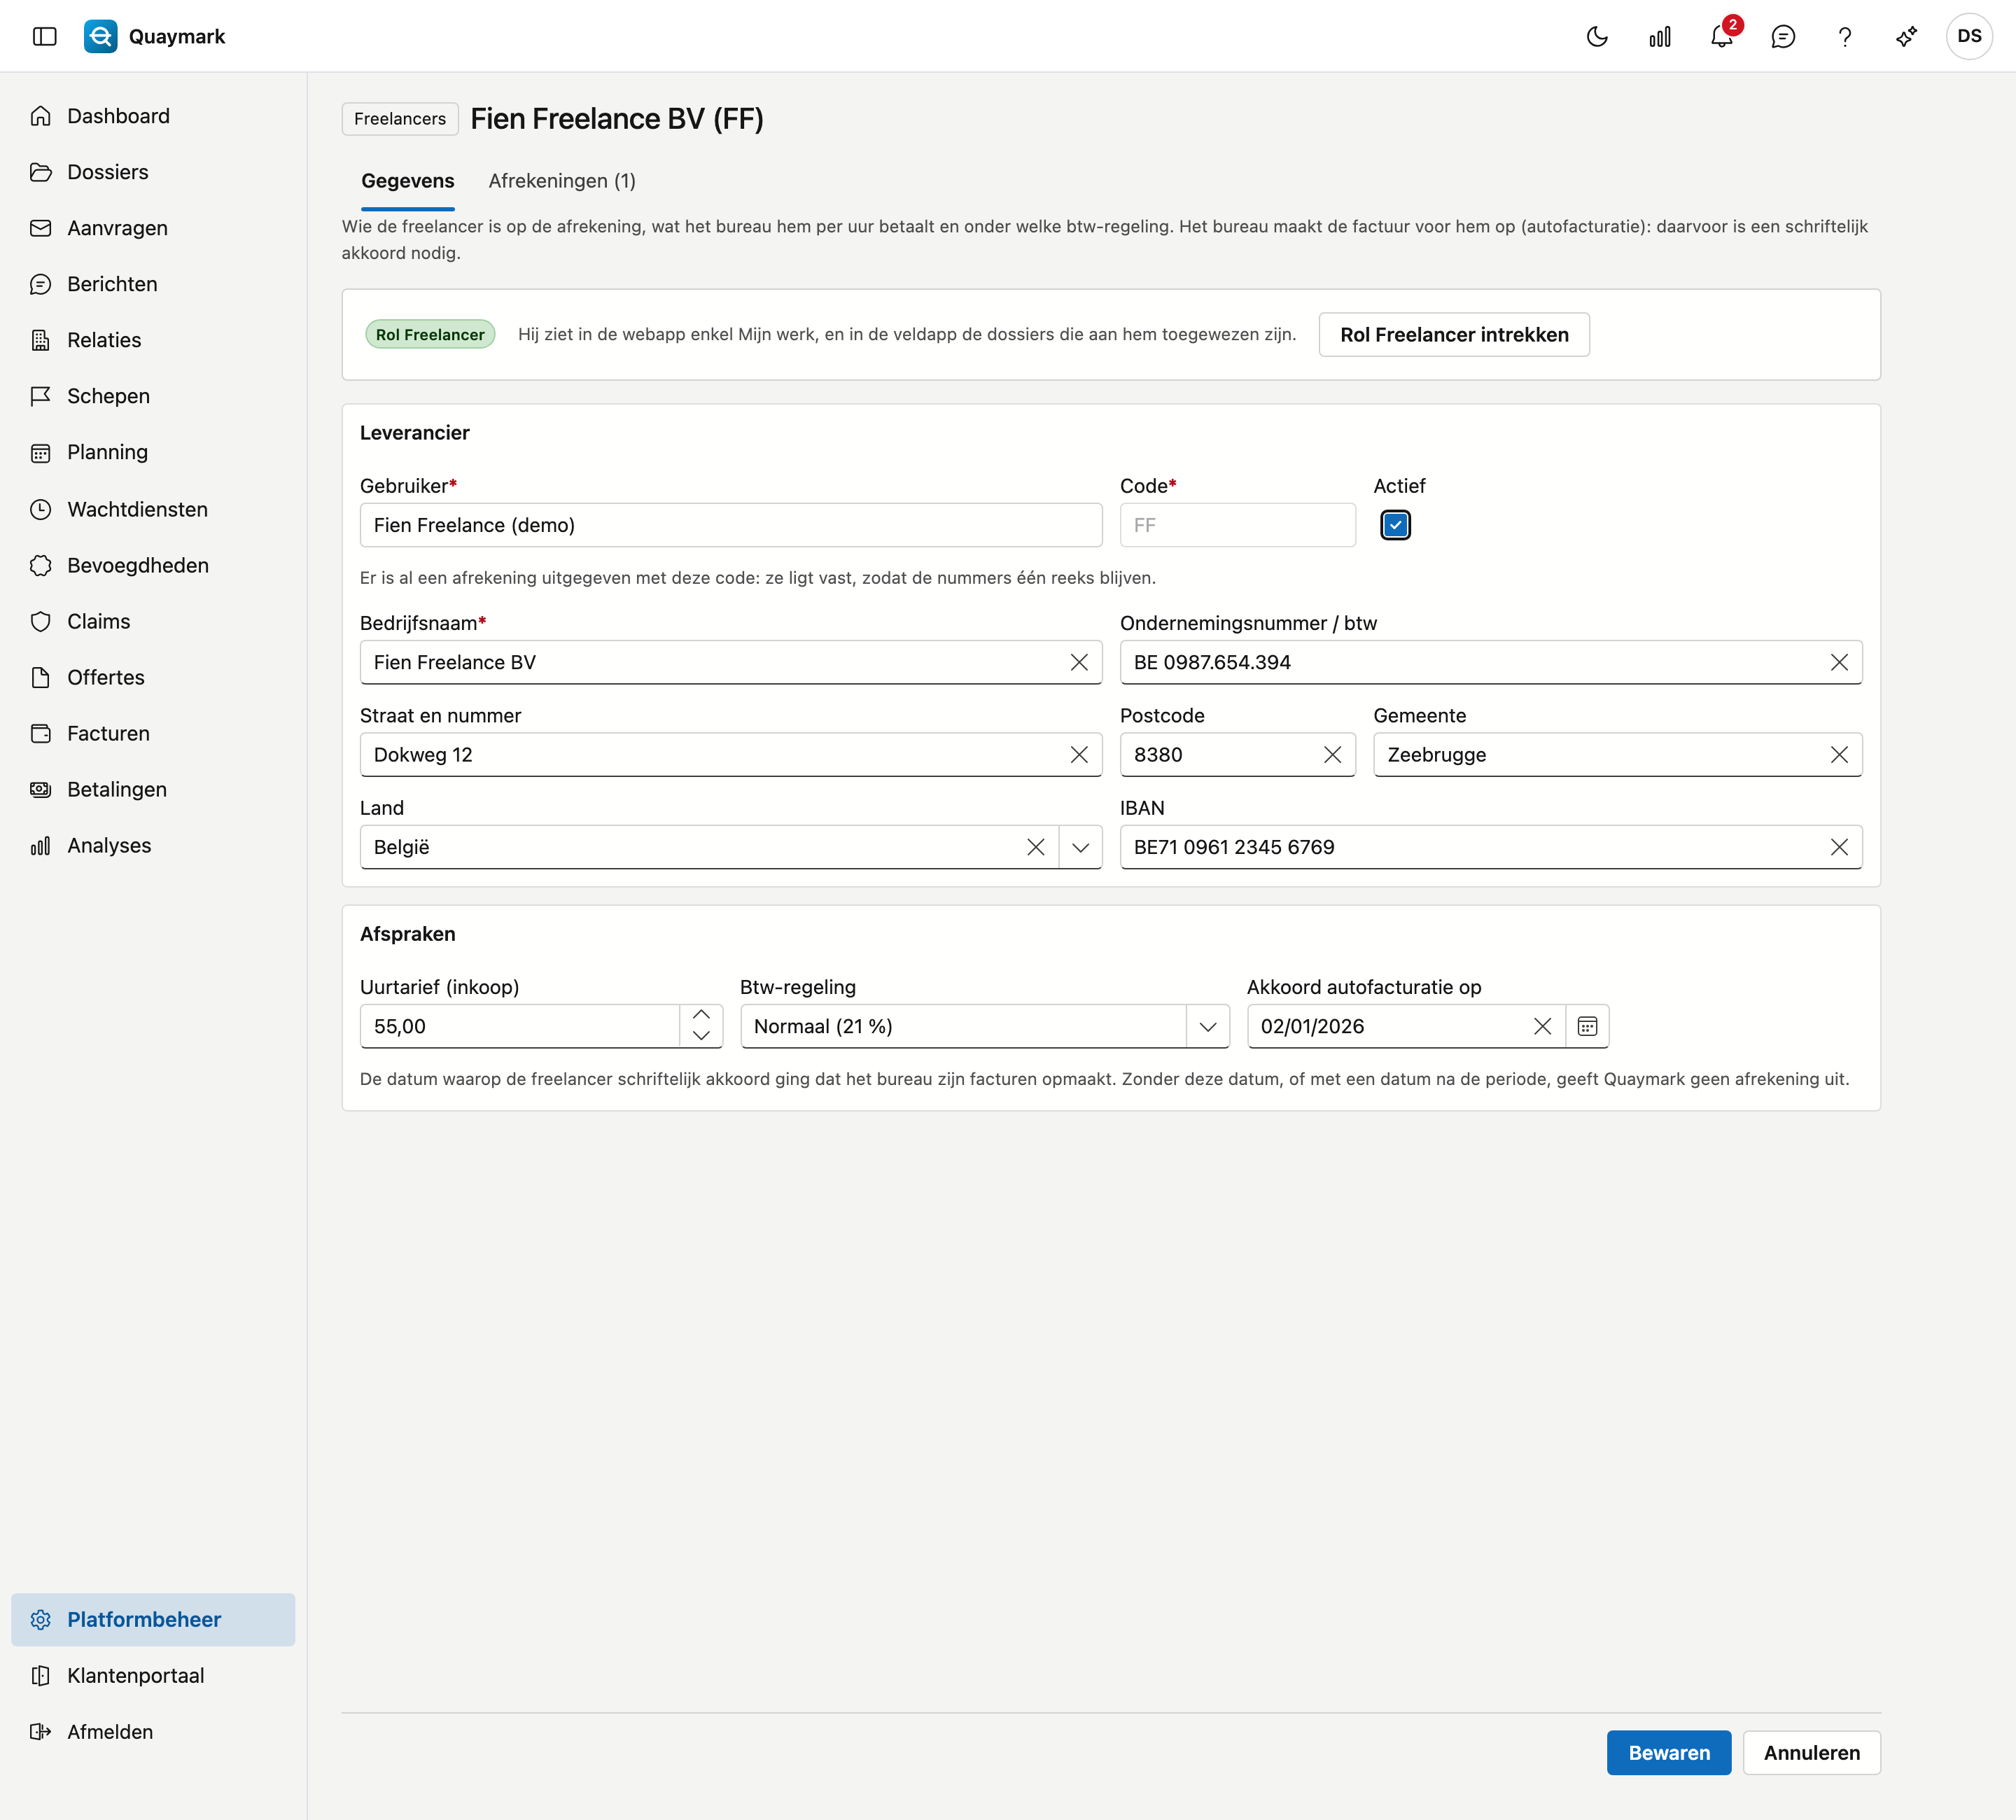 Quaymark
2
DS
Dashboard
Dossiers
Aanvragen
Berichten
Relaties
Schepen
Planning
Wachtdiensten
Bevoegdheden
Claims
Offertes
Facturen
Betalingen
Analyses
Platformbeheer
Klantenportaal
Afmelden
Freelancers Fien Freelance BV (FF)
Gegevens Afrekeningen (1)
Wie de freelancer is op de afrekening, wat het bureau hem per uur betaalt en onder welke btw-regeling. Het bureau maakt de factuur voor hem op (autofacturatie): daarvoor is een schriftelijk
akkoord nodig.
Rol Freelancer Hij ziet in de webapp enkel Mijn werk, en in de veldapp de dossiers die aan hem toegewezen zijn. Rol Freelancer intrekken
Leverancier
Gebruiker* Code* Actief
Fien Freelance (demo) FF
Er is al een afrekening uitgegeven met deze code: ze ligt vast, zodat de nummers één reeks blijven.
Bedrijfsnaam* Ondernemingsnummer / btw
Fien Freelance BV BE 0987.654.394
Straat en nummer Postcode Gemeente
Dokweg 12 8380 Zeebrugge
Land IBAN
België BE71 0961 2345 6769
Afspraken
Uurtarief (inkoop) Btw-regeling Akkoord autofacturatie op
55,00 Normaal (21 %) 02/01/2026
De datum waarop de freelancer schriftelijk akkoord ging dat het bureau zijn facturen opmaakt. Zonder deze datum, of met een datum na de periode, geeft Quaymark geen afrekening uit.
Bewaren Annuleren